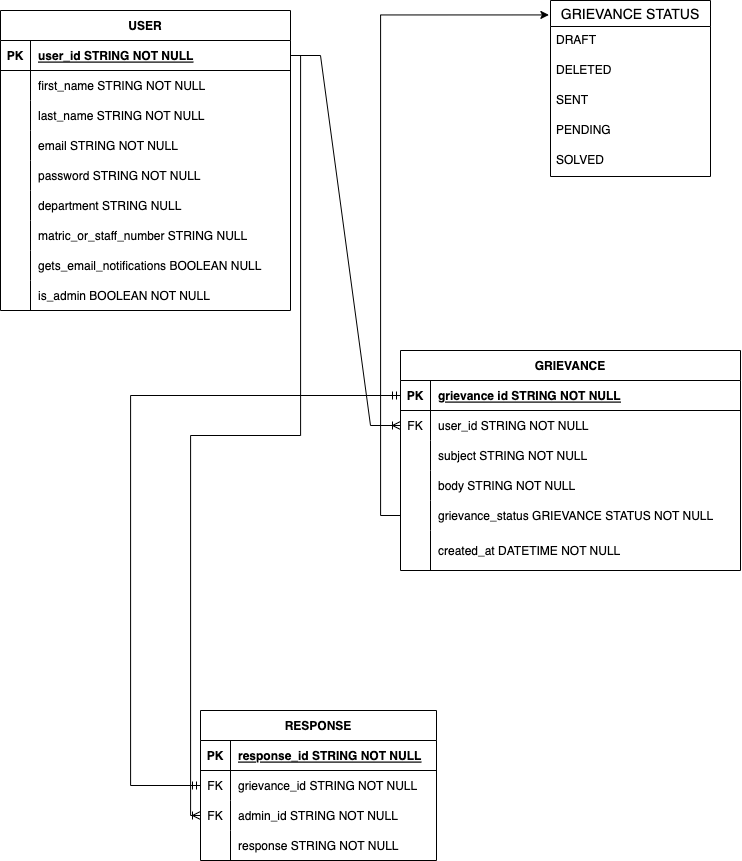 USER
PK user_id STRING NOT NULL
first_name STRING NOT NULL
last_name STRING NOT NULL
email STRING NOT NULL
password STRING NOT NULL
department STRING NULL
matric_or_staff_number STRING NULL
gets_email_notifications BOOLEAN NULL
is_admin BOOLEAN NOT NULL
GRIEVANCE STATUS
DRAFT
DELETED
SENT
PENDING
SOLVED
GRIEVANCE
PK grievance id STRING NOT NULL
FK user_id STRING NOT NULL
subject STRING NOT NULL
body STRING NOT NULL
grievance_status GRIEVANCE STATUS NOT NULL
created_at DATETIME NOT NULL
RESPONSE
PK response_id STRING NOT NULL
FK grievance_id STRING NOT NULL
FK admin_id STRING NOT NULL
response STRING NOT NULL